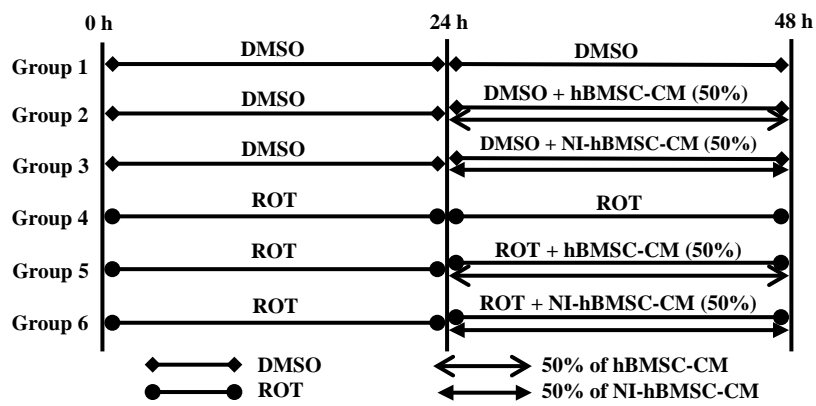 0 h 24 h 48 h
Group 1 DMSO DMSO
Group 2 DMSO DMSO + hBMSC-CM (50%)
Group 3 DMSO DMSO + NI-hBMSC-CM (50%)
Group 4 ROT ROT
Group 5 ROT ROT + hBMSC-CM (50%)
Group 6 ROT ROT + NI-hBMSC-CM (50%)
DMSO 50% of hBMSC-CM
ROT 50% of NI-hBMSC-CM